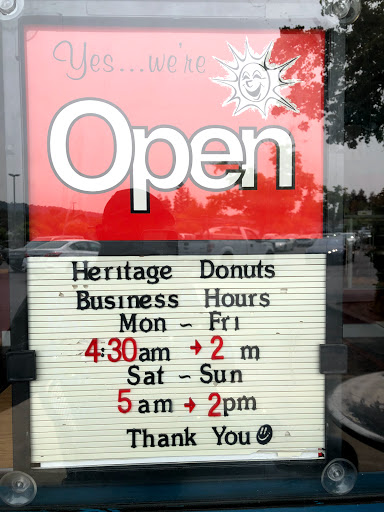 Yes...we're
Open
Heritage Donuts
Business Hours
Mon ~ Fri
4:30am → 2 m
Sat ~ Sun
5am → 2pm
Thank You